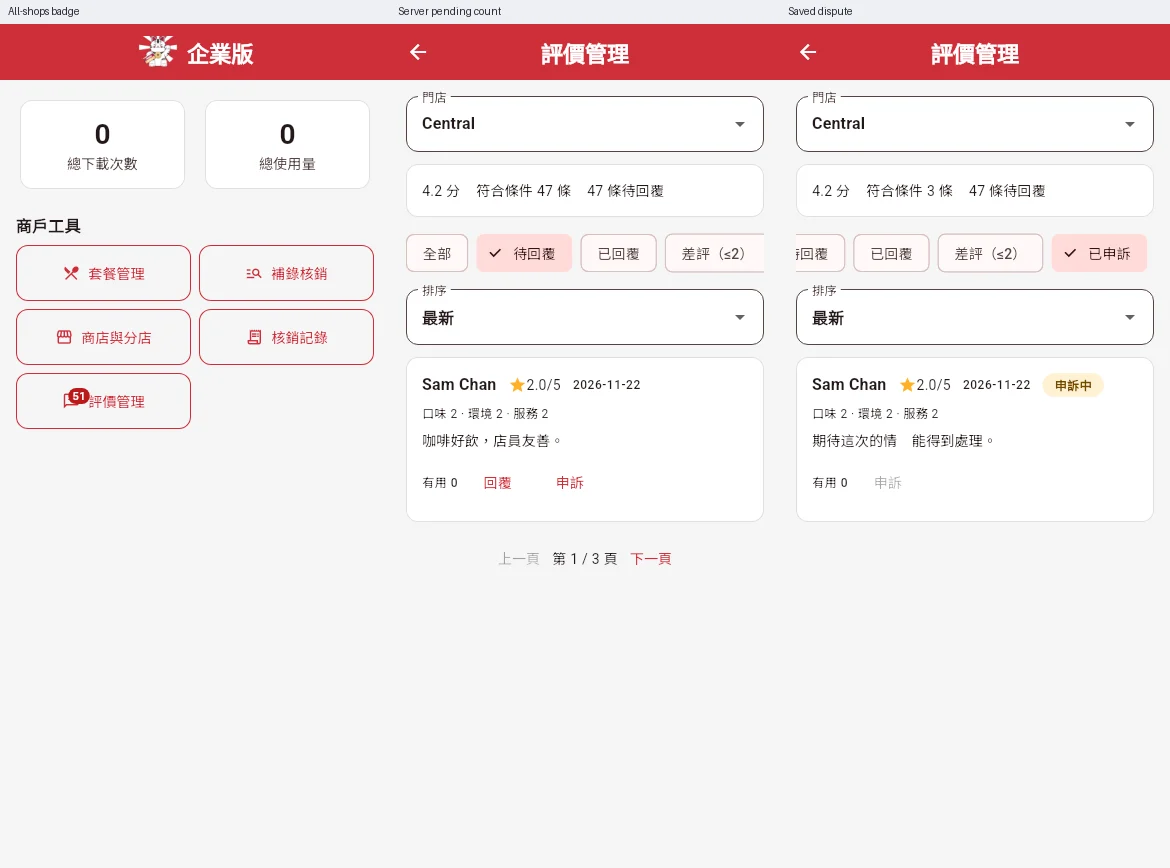 All-shops badge
企業版
0
總下載次數
0
總使用量
商戶工具
套餐管理
補錄核銷
商店與分店
核銷記錄
51
評價管理
Server pending count
評價管理
門店
Central
4.2 分 符合條件 47 條 47 條待回覆
全部 待回覆 已回覆 差評（≤2）
排序
最新
Sam Chan 2.0/5 2026-11-22
口味 2 · 環境 2 · 服務 2
咖啡好飲，店員友善。
有用 0 回覆 申訴
上一頁 第 1 / 3 頁 下一頁
Saved dispute
評價管理
門店
Central
4.2 分 符合條件 3 條 47 條待回覆
回覆 已回覆 差評（≤2） 已申訴
排序
最新
Sam Chan 2.0/5 2026-11-22 申訴中
口味 2 · 環境 2 · 服務 2
期待這次的情 能得到處理。
有用 0 申訴